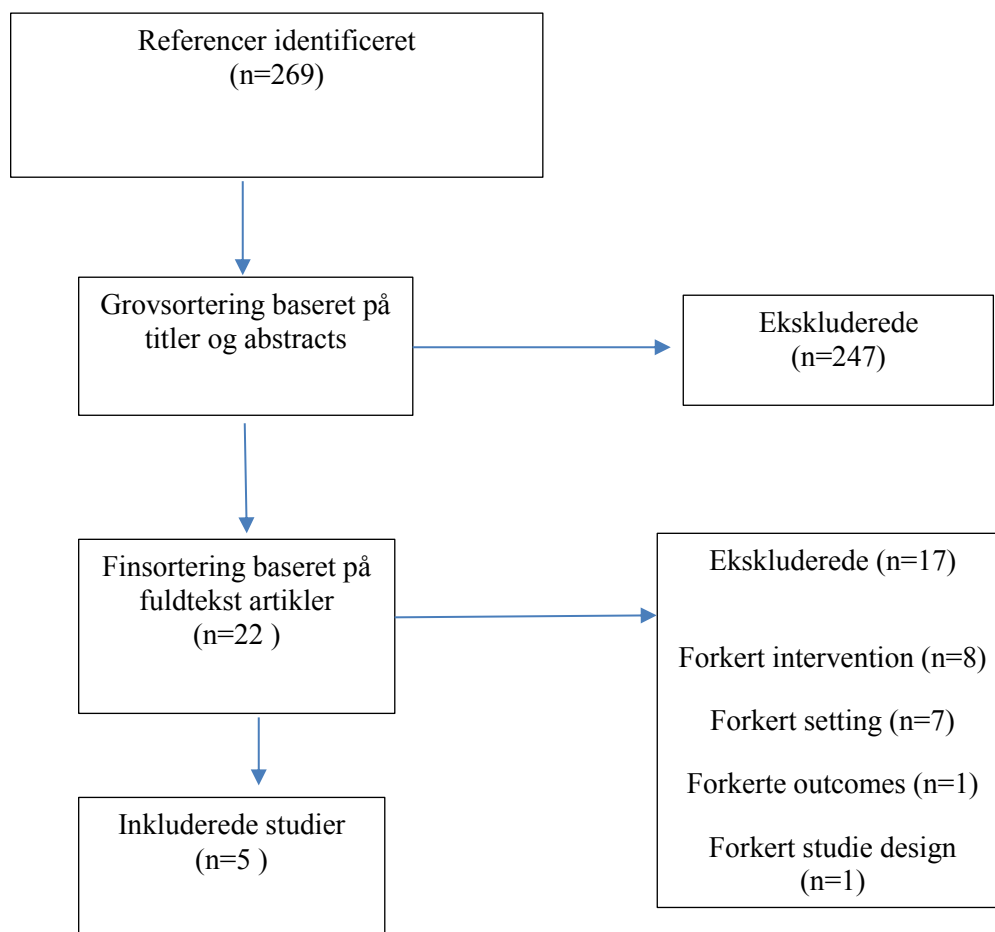 Referencer identificeret
(n=269)
Grovsortering baseret på
titler og abstracts
Ekskluderede
(n=247)
Finsortering baseret på
fuldtekst artikler
(n=22 )
Ekskluderede (n=17)
Forkert intervention (n=8)
Forkert setting (n=7)
Forkerte outcomes (n=1)
Forkert studie design
(n=1)
Inkluderede studier
(n=5 )